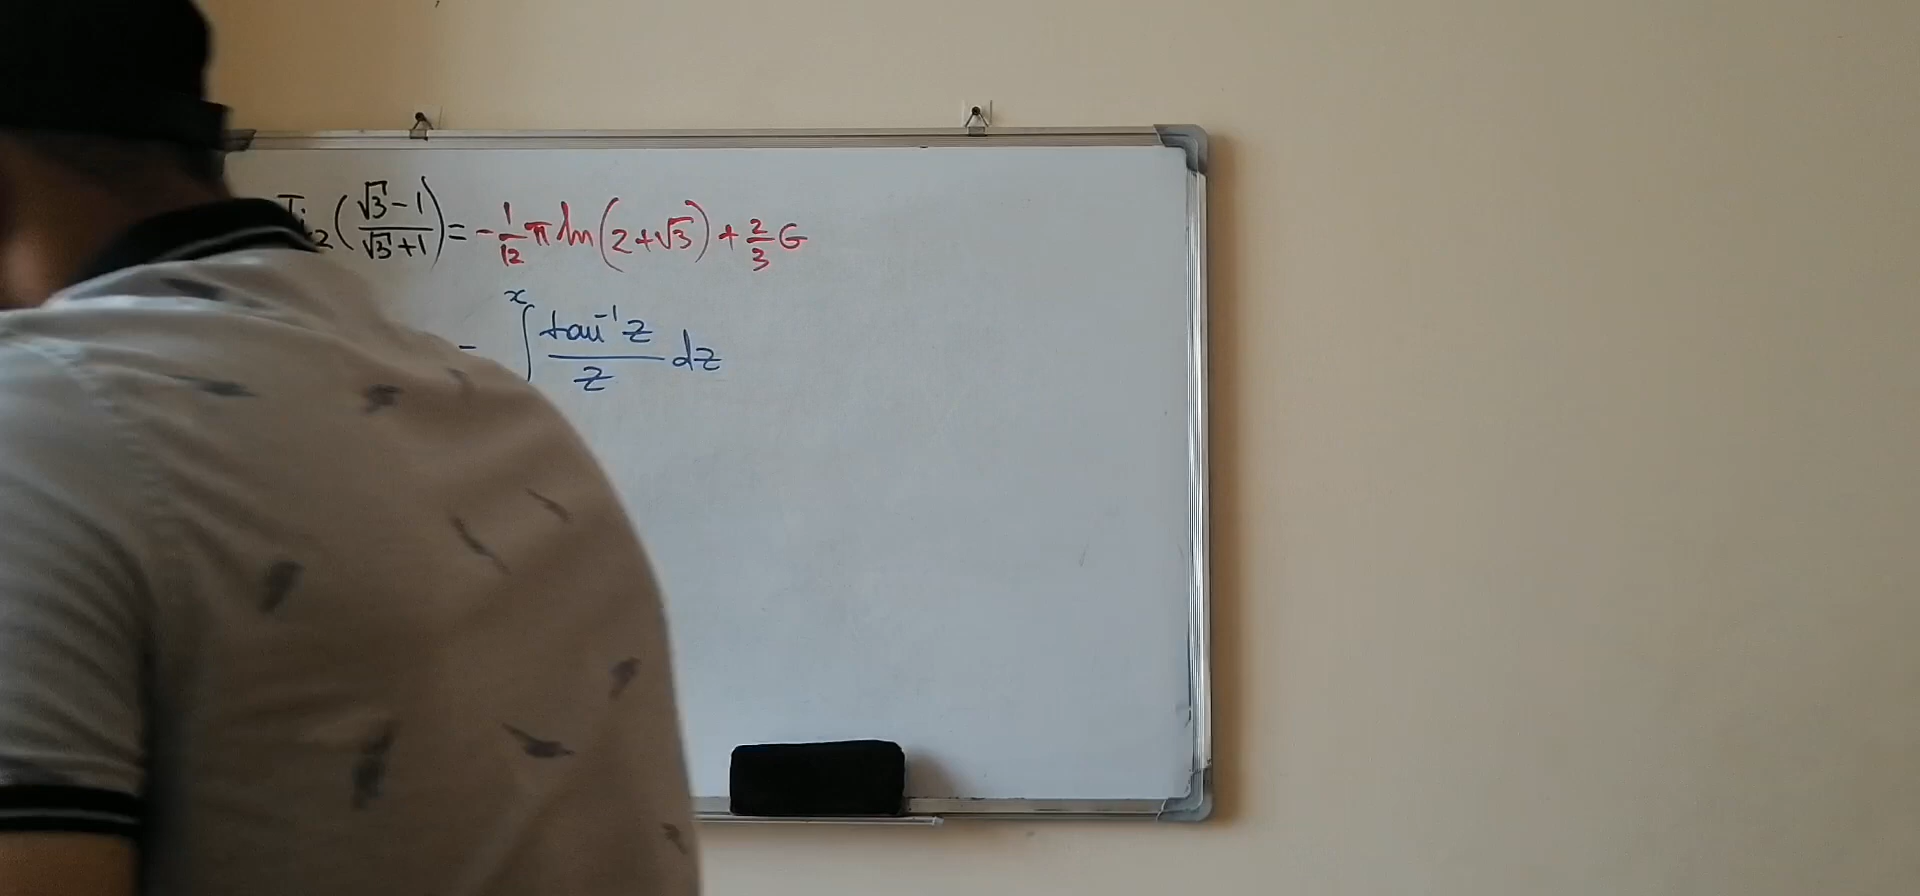 Ti₂((√3-1)/(√3+1)) = -1/12 π ln(2+√3) + 2/3 G
= ∫ˣ (tan⁻¹z)/z dz